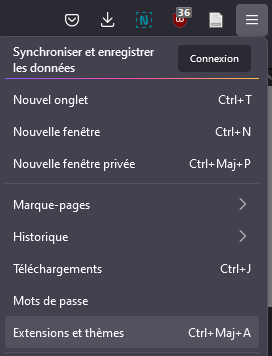 N
36
Synchroniser et enregistrer
les données
Connexion
Nouvel onglet Ctrl+T
Nouvelle fenêtre Ctrl+N
Nouvelle fenêtre privée Ctrl+Maj+P
Marque-pages
Historique
Téléchargements Ctrl+J
Mots de passe
Extensions et thèmes Ctrl+Maj+A